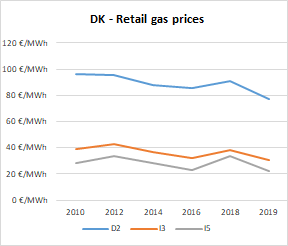 DK - Retail gas prices
120 €/MWh
100 €/MWh
80 €/MWh
60 €/MWh
40 €/MWh
20 €/MWh
0 €/MWh
2010 2012 2014 2016 2018 2019
D2 I3 I5